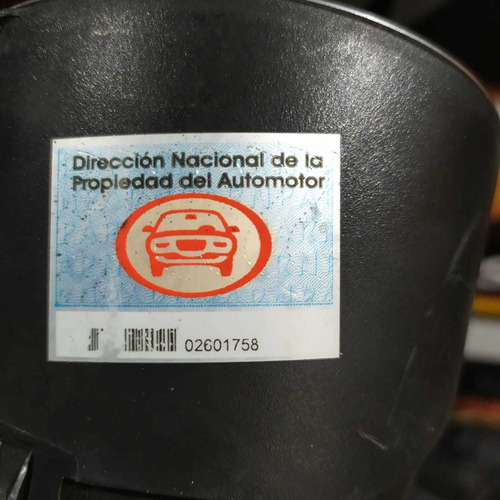 Dirección Nacional de la
Propiedad del Automotor
02601758